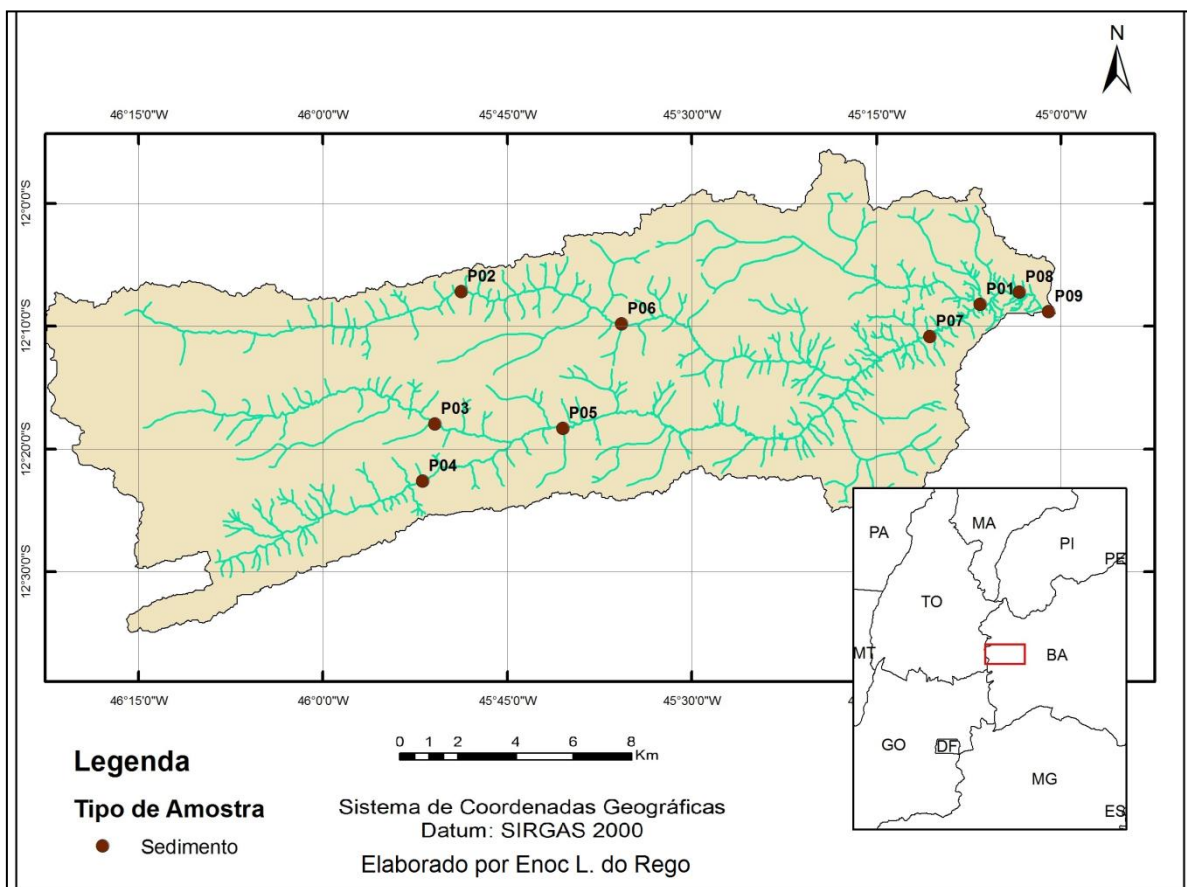 N
46°15'0"W 46°0'0"W 45°45'0"W 45°30'0"W 45°15'0"W 45°0'0"W
12°0'0"S
12°10'0"S
12°20'0"S
12°30'0"S
P02
P08
P01
P09
P06
P07
P03
P05
P04
46°15'0"W 46°0'0"W 45°45'0"W 45°30'0"W
PA
MA
PI
PE
TO
MT
BA
GO
DF
MG
ES
0 1 2 4 6 8
Km
Legenda
Tipo de Amostra
Sedimento
Sistema de Coordenadas Geográficas
Datum: SIRGAS 2000
Elaborado por Enoc L. do Rego